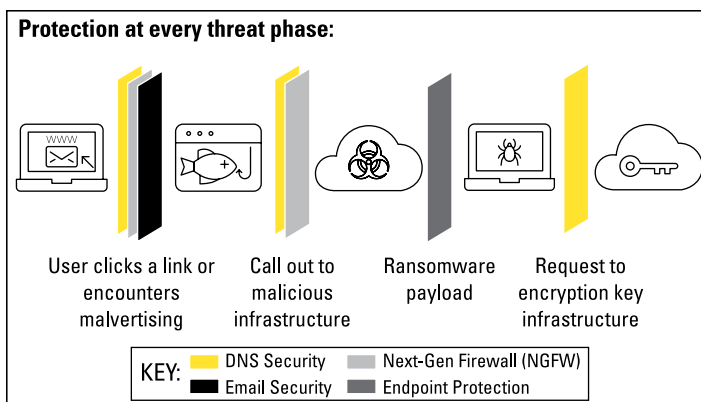 Protection at every threat phase:
WWW
User clicks a link or
encounters
malvertising
Call out to
malicious
infrastructure
Ransomware
payload
Request to
encryption key
infrastructure
KEY:
DNS Security
Next-Gen Firewall (NGFW)
Email Security
Endpoint Protection